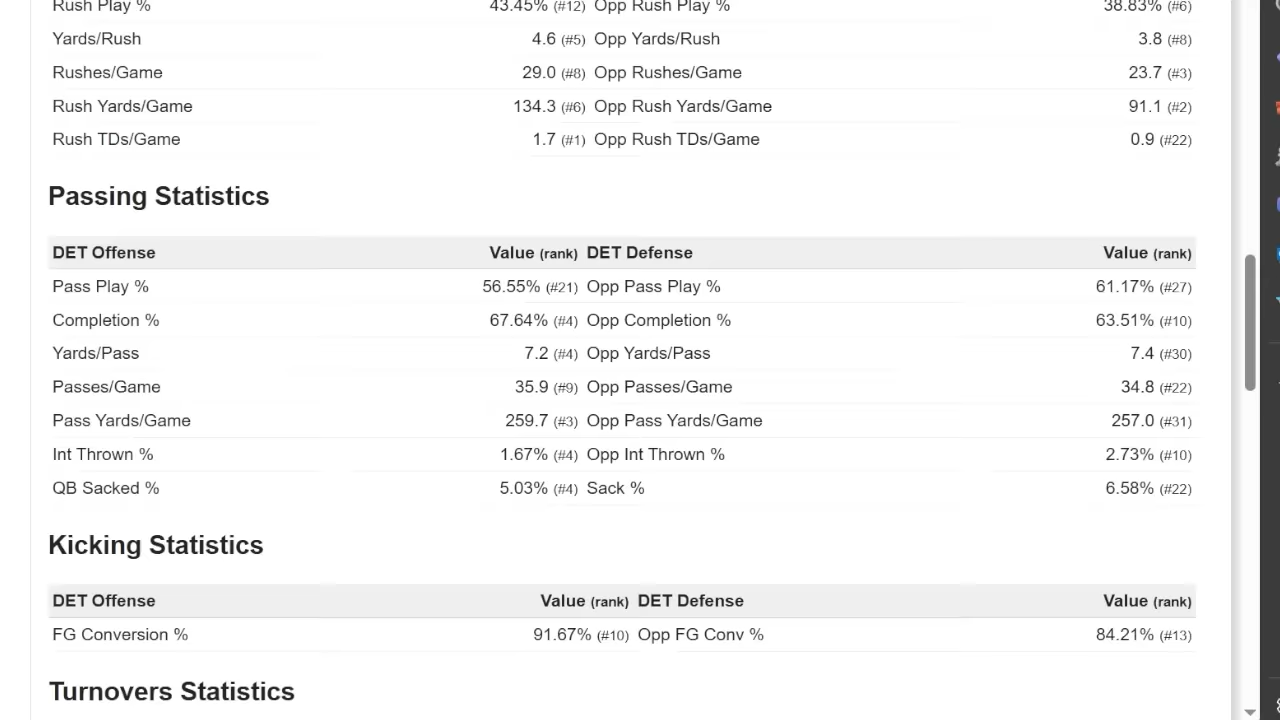 Rush Play % 43.45% (#12) Opp Rush Play % 38.83% (#6)
Yards/Rush 4.6 (#5) Opp Yards/Rush 3.8 (#8)
Rushes/Game 29.0 (#8) Opp Rushes/Game 23.7 (#3)
Rush Yards/Game 134.3 (#6) Opp Rush Yards/Game 91.1 (#2)
Rush TDs/Game 1.7 (#1) Opp Rush TDs/Game 0.9 (#22)
Passing Statistics
DET Offense Value (rank) DET Defense Value (rank)
Pass Play % 56.55% (#21) Opp Pass Play % 61.17% (#27)
Completion % 67.64% (#4) Opp Completion % 63.51% (#10)
Yards/Pass 7.2 (#4) Opp Yards/Pass 7.4 (#30)
Passes/Game 35.9 (#9) Opp Passes/Game 34.8 (#22)
Pass Yards/Game 259.7 (#3) Opp Pass Yards/Game 257.0 (#31)
Int Thrown % 1.67% (#4) Opp Int Thrown % 2.73% (#10)
QB Sacked % 5.03% (#4) Sack % 6.58% (#22)
Kicking Statistics
DET Offense Value (rank) DET Defense Value (rank)
FG Conversion % 91.67% (#10) Opp FG Conv % 84.21% (#13)
Turnovers Statistics